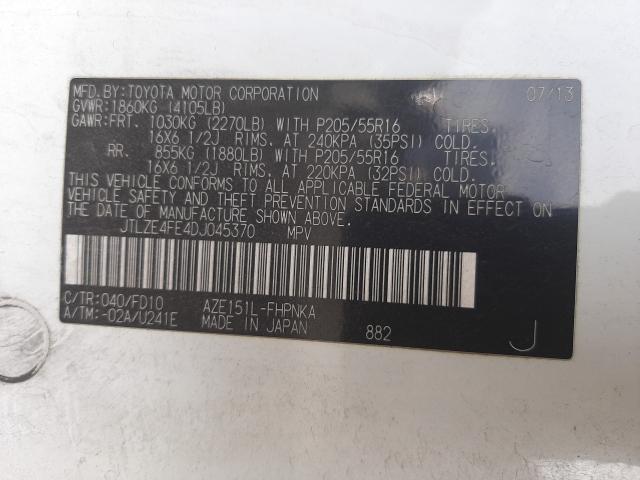 MFD.BY:TOYOTA MOTOR CORPORATION 07/13
GVWR:1860KG (4105LB)
GAWR:FRT. 1030KG (2270LB) WITH P205/55R16 TIRES.
16X6 1/2J RIMS. AT 240KPA (35PSI) COLD.
RR. 855KG (1880LB) WITH P205/55R16 TIRES.
16X6 1/2J RIMS. AT 220KPA (32PSI) COLD.
THIS VEHICLE CONFORMS TO ALL APPLICABLE FEDERAL MOTOR
VEHICLE SAFETY AND THEFT PREVENTION STANDARDS IN EFFECT ON
THE DATE OF MANUFACTURE SHOWN ABOVE.
JTLZE4FE4DJ045370 MPV
C/TR:040/FD10 AZE151L-FHPNKA
A/TM:-02A/U241E MADE IN JAPAN 882 J